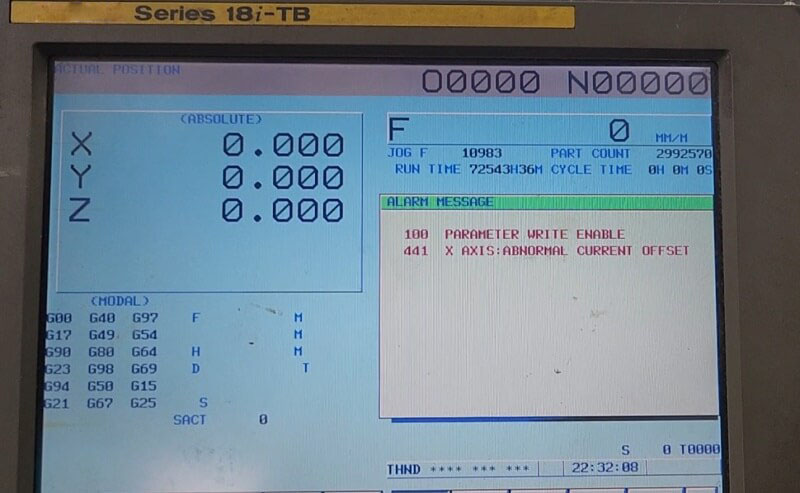 Series 18i-TB
ACTUAL POSITION O0000 N00000
(ABSOLUTE)
X 0.000
Y 0.000
Z 0.000
F 0 MM/M
JOG F 10983 PART COUNT 2992570
RUN TIME 72543H36M CYCLE TIME 0H 0M 0S
ALARM MESSAGE
100 PARAMETER WRITE ENABLE
441 X AXIS:ABNORMAL CURRENT OFFSET
(MODAL)
G00 G40 G97 F M
G17 G49 G54 M
G90 G80 G64 H M
G23 G98 G69 D T
G94 G50 G15
G21 G67 G25 S
SACT 0
S 0 T0000
THND **** *** ***
22:32:08